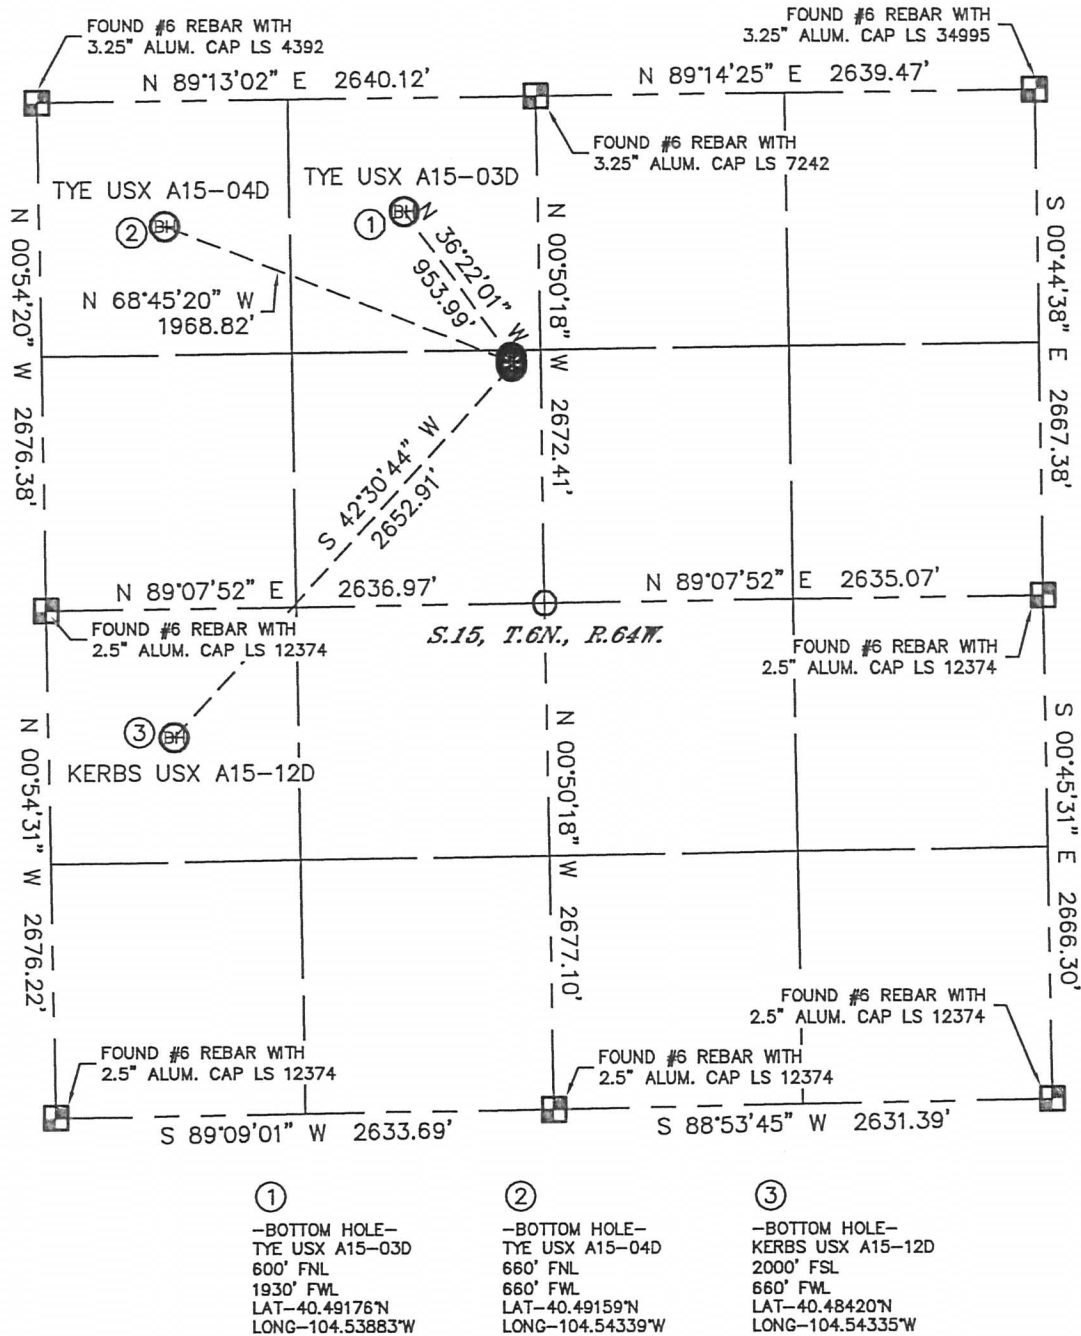 FOUND #6 REBAR WITH
3.25" ALUM. CAP LS 4392
FOUND #6 REBAR WITH
3.25" ALUM. CAP LS 34995
N 89°13'02" E 2640.12'
N 89°14'25" E 2639.47'
FOUND #6 REBAR WITH
3.25" ALUM. CAP LS 7242
TYE USX A15-04D
TYE USX A15-03D
BH
2
BH
1
N 36°22'01" W
953.99'
N 68°45'20" W
1968.82'
N 00°54'20" W 2676.38'
N 00°50'18" W 2672.41'
S 00°44'38" E 2667.38'
S 42°30'44" W
2652.91'
N 89°07'52" E 2636.97'
N 89°07'52" E 2635.07'
FOUND #6 REBAR WITH
2.5" ALUM. CAP LS 12374
S.15, T.6N., R.64W.
FOUND #6 REBAR WITH
2.5" ALUM. CAP LS 12374
3
BH
KERBS USX A15-12D
N 00°54'31" W 2676.22'
N 00°50'18" W 2677.10'
S 00°45'31" E 2666.30'
FOUND #6 REBAR WITH
2.5" ALUM. CAP LS 12374
FOUND #6 REBAR WITH
2.5" ALUM. CAP LS 12374
FOUND #6 REBAR WITH
2.5" ALUM. CAP LS 12374
S 89°09'01" W 2633.69'
S 88°53'45" W 2631.39'
1
-BOTTOM HOLE-
TYE USX A15-03D
600' FNL
1930' FWL
LAT-40.49176°N
LONG-104.53883°W
2
-BOTTOM HOLE-
TYE USX A15-04D
660' FNL
660' FWL
LAT-40.49159°N
LONG-104.54339°W
3
-BOTTOM HOLE-
KERBS USX A15-12D
2000' FSL
660' FWL
LAT-40.48420°N
LONG-104.54335°W